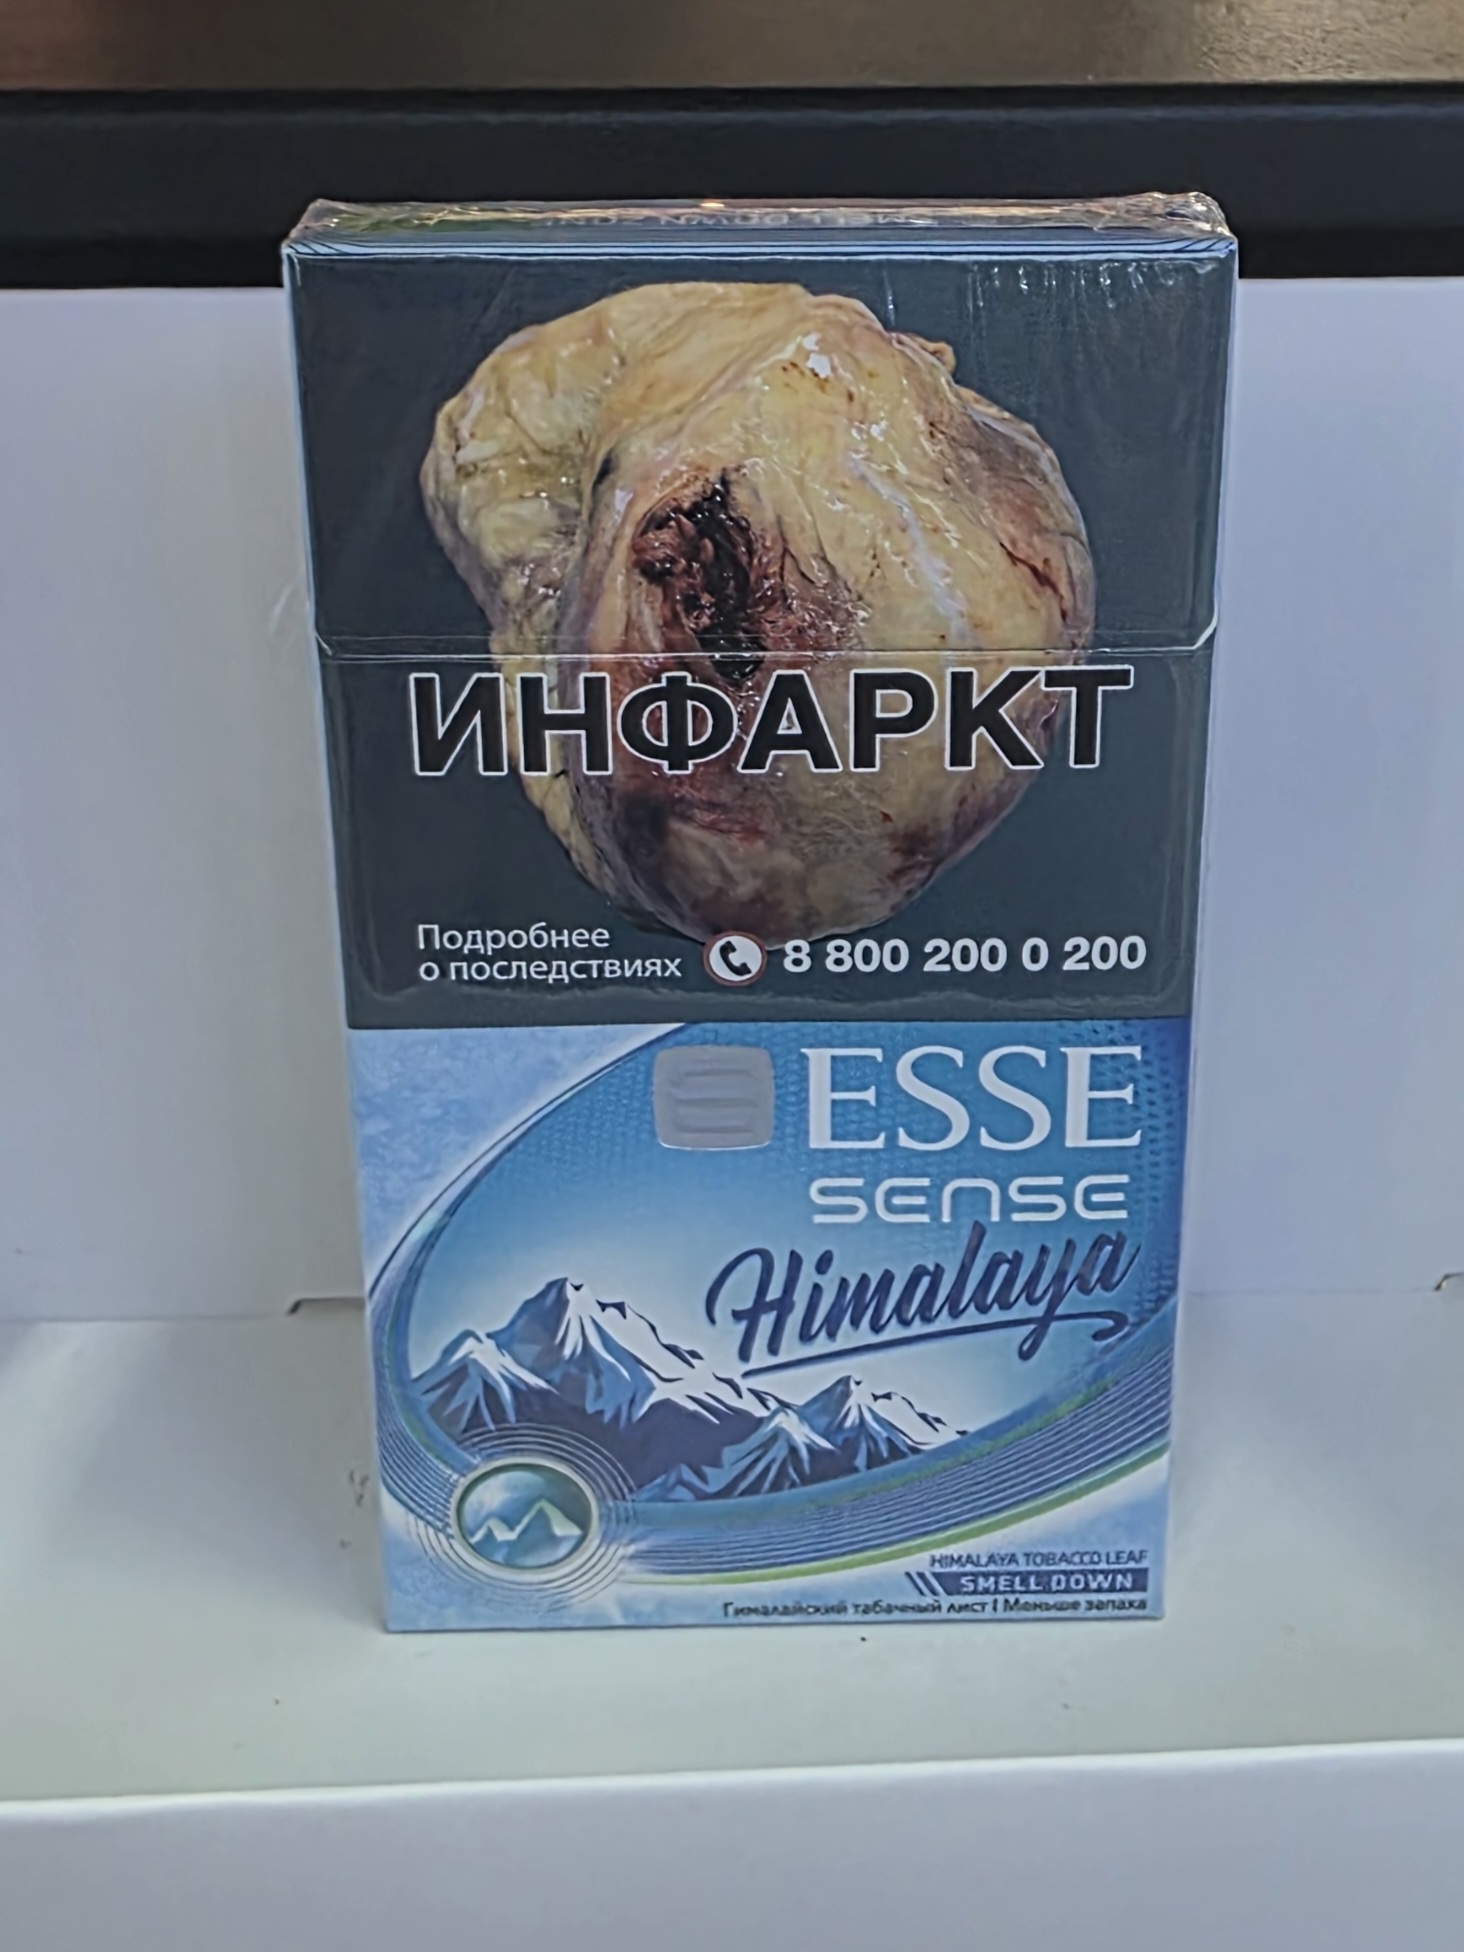 ИНФАРКТ
Подробнее
о последствиях
8 800 200 0 200
ESSE
SENSE
Himalaya
HIMALAYA TOBACCO LEAF
SMELL DOWN
Гималайский табачный лист | Меньше запаха